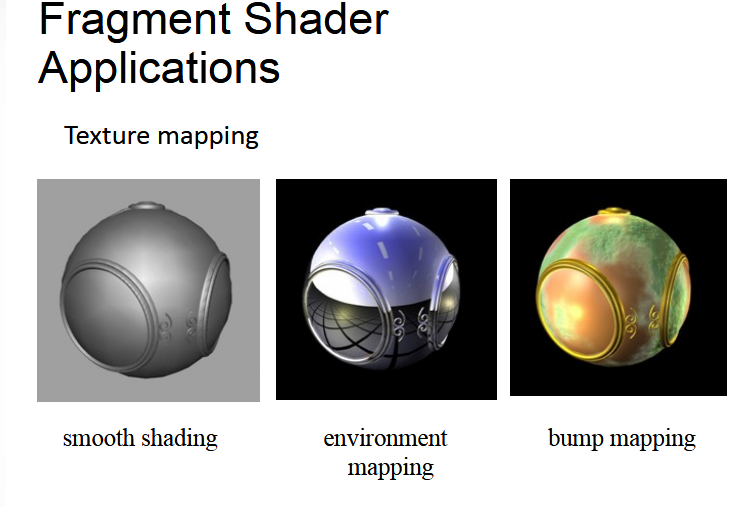 Fragment Shader
Applications
Texture mapping
smooth shading
environment
mapping
bump mapping